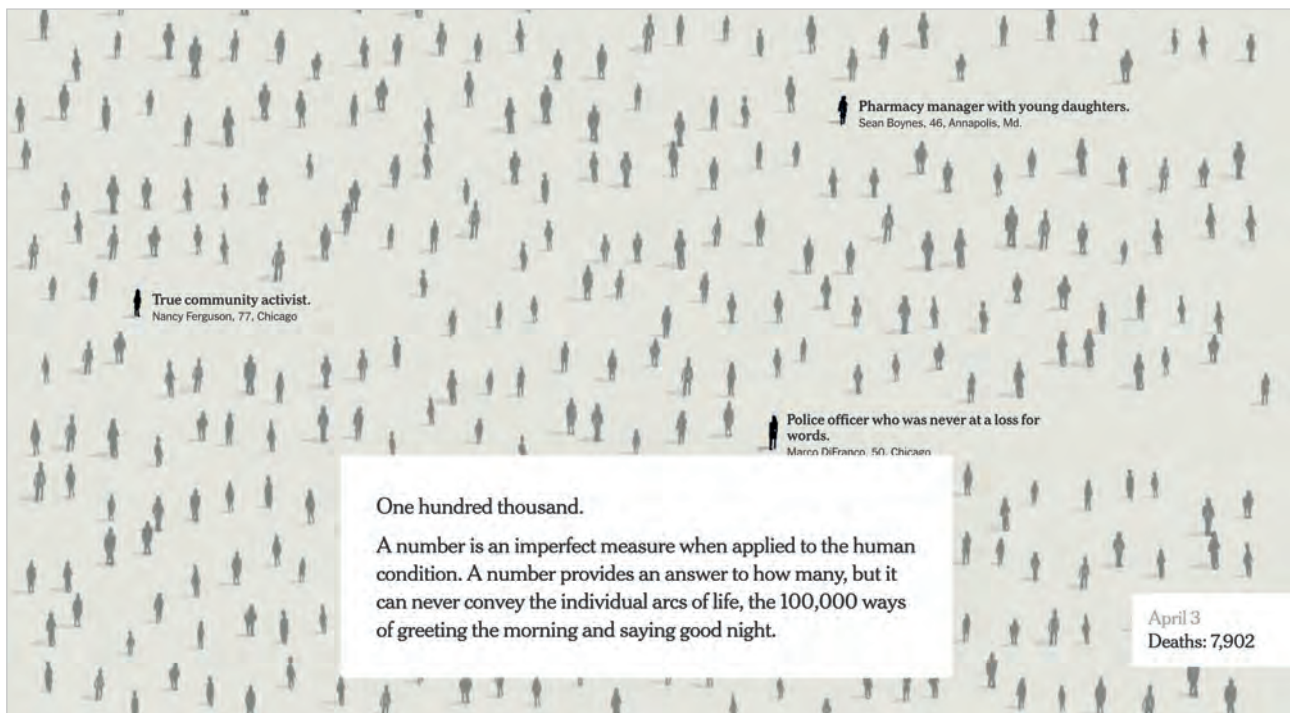 Pharmacy manager with young daughters.
Sean Boynes, 46, Annapolis, Md.
True community activist.
Nancy Ferguson, 77, Chicago
Police officer who was never at a loss for
words.
Marco DiFranco, 50, Chicago
One hundred thousand.
A number is an imperfect measure when applied to the human
condition. A number provides an answer to how many, but it
can never convey the individual arcs of life, the 100,000 ways
of greeting the morning and saying good night.
April 3
Deaths: 7,902